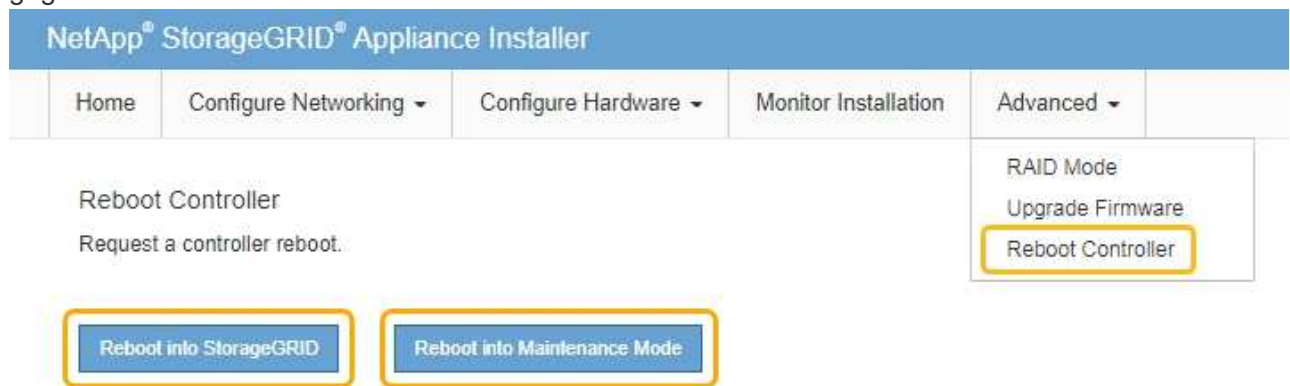 NetApp® StorageGRID® Appliance Installer
Home Configure Networking Configure Hardware Monitor Installation Advanced
RAID Mode
Upgrade Firmware
Reboot Controller
Reboot Controller
Request a controller reboot.
Reboot into StorageGRID Reboot into Maintenance Mode